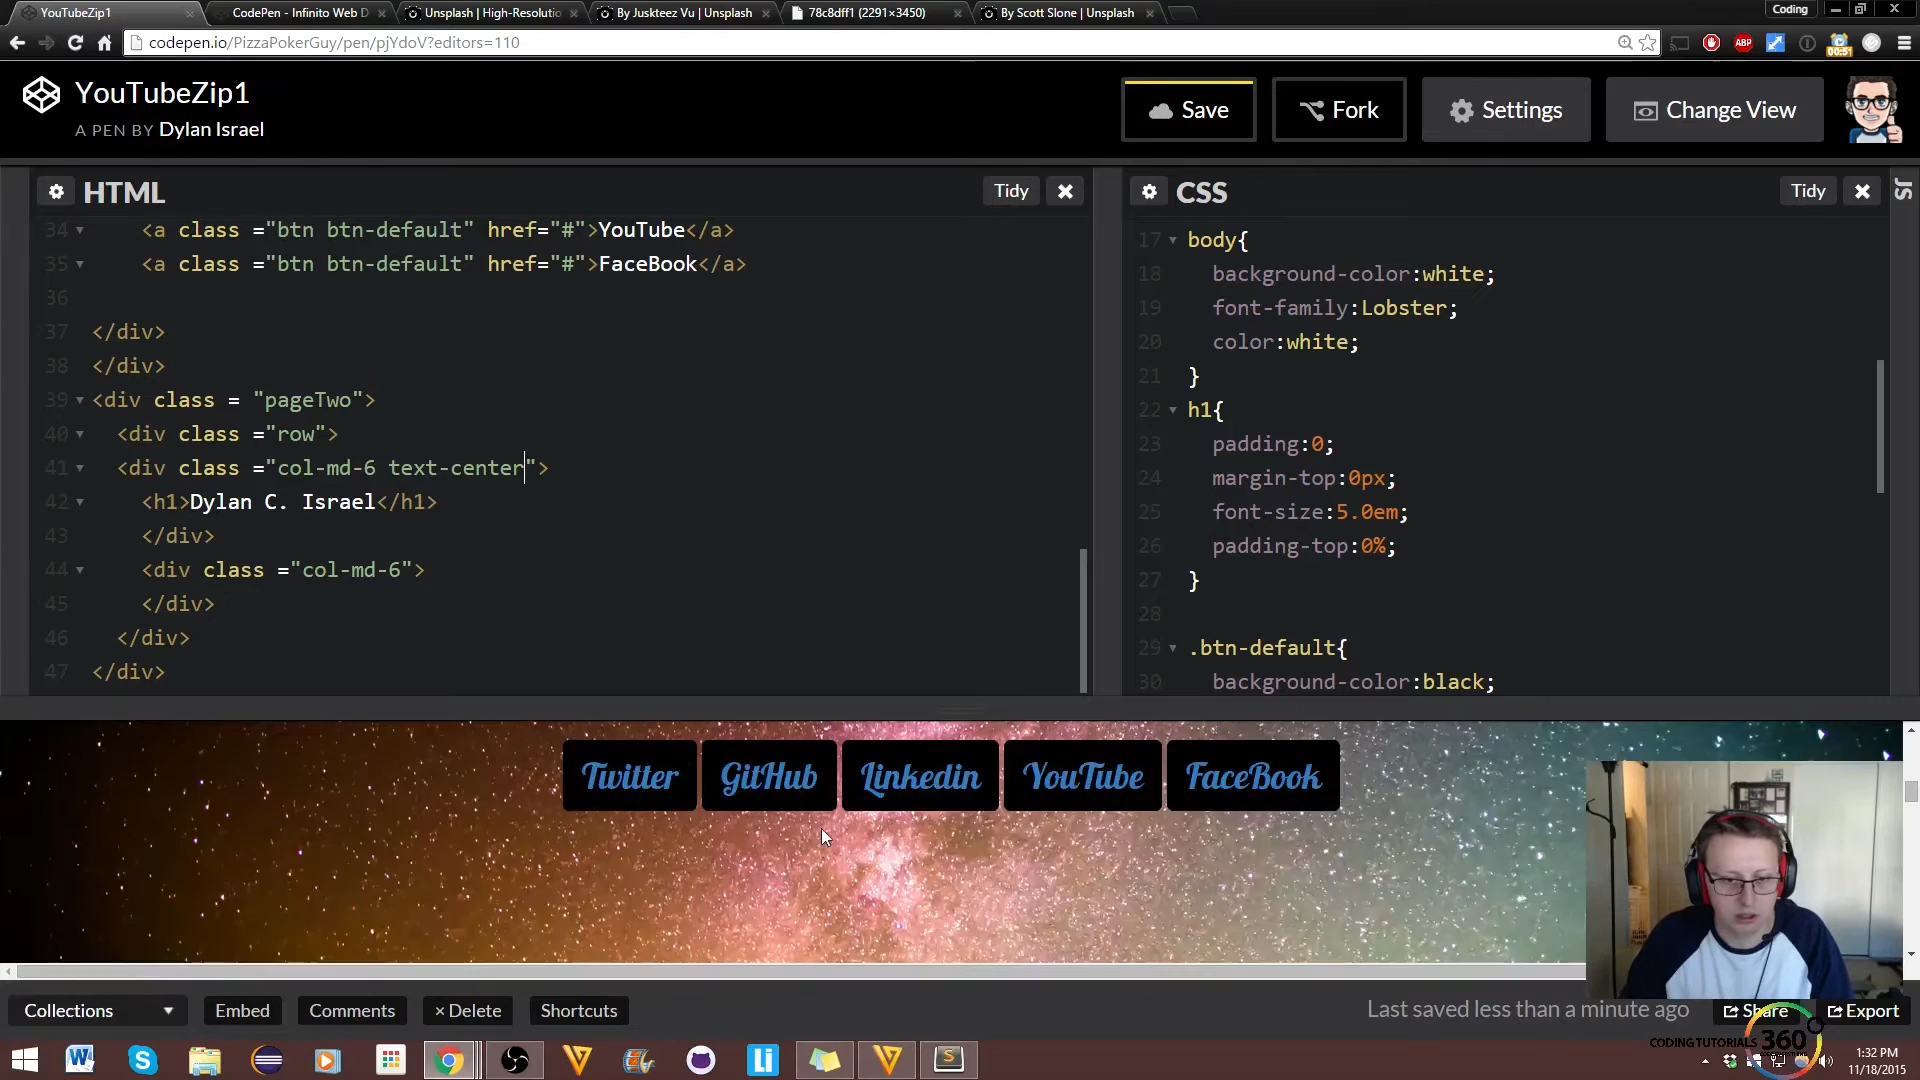 YouTubeZip1
CodePen - Infinito Web D
Unsplash | High-Resolutio
By Juskteez Vu | Unsplash
78c8dff1 (2291×3450)
By Scott Slone | Unsplash
Coding
codepen.io/PizzaPokerGuy/pen/pjYdoV?editors=110
ABP
00:51
YouTubeZip1
A PEN BY Dylan Israel
Save
Fork
Settings
Change View
HTML
Tidy
CSS
Tidy
JS
34 <a class ="btn btn-default" href="#">YouTube</a>
35 <a class ="btn btn-default" href="#">FaceBook</a>
36
37 </div>
38 </div>
39 <div class = "pageTwo">
40 <div class ="row">
41 <div class ="col-md-6 text-center">
42 <h1>Dylan C. Israel</h1>
43 </div>
44 <div class ="col-md-6">
45 </div>
46 </div>
47 </div>
17 body{
18 background-color:white;
19 font-family:Lobster;
20 color:white;
21 }
22 h1{
23 padding:0;
24 margin-top:0px;
25 font-size:5.0em;
26 padding-top:0%;
27 }
28
29 .btn-default{
30 background-color:black;
Twitter
GitHub
Linkedin
YouTube
FaceBook
Collections
Embed
Comments
× Delete
Shortcuts
Last saved less than a minute ago
Share
Export
CODING TUTORIALS 360
Li
1:32 PM
11/18/2015